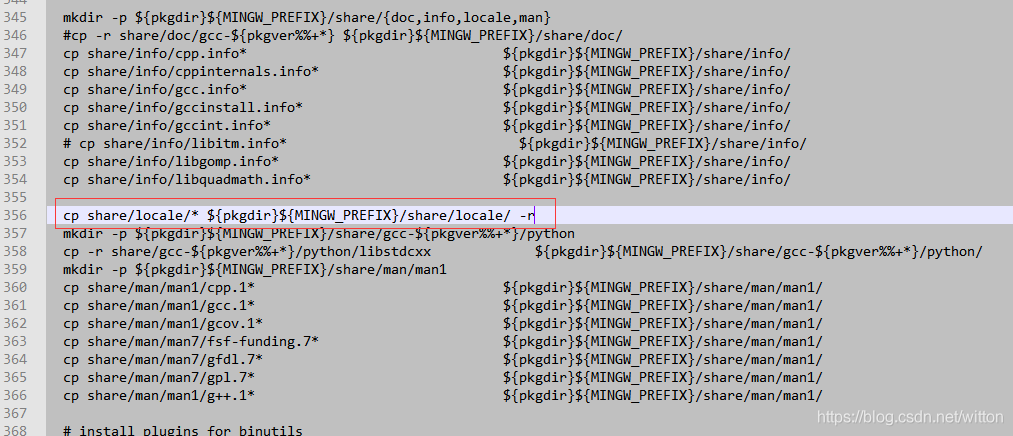 345 mkdir -p ${pkgdir}${MINGW_PREFIX}/share/{doc,info,locale,man}
346 #cp -r share/doc/gcc-${pkgver%%+*} ${pkgdir}${MINGW_PREFIX}/share/doc/
347 cp share/info/cpp.info* ${pkgdir}${MINGW_PREFIX}/share/info/
348 cp share/info/cppinternals.info* ${pkgdir}${MINGW_PREFIX}/share/info/
349 cp share/info/gcc.info* ${pkgdir}${MINGW_PREFIX}/share/info/
350 cp share/info/gccinstall.info* ${pkgdir}${MINGW_PREFIX}/share/info/
351 cp share/info/gccint.info* ${pkgdir}${MINGW_PREFIX}/share/info/
352 # cp share/info/libitm.info* ${pkgdir}${MINGW_PREFIX}/share/info/
353 cp share/info/libgomp.info* ${pkgdir}${MINGW_PREFIX}/share/info/
354 cp share/info/libquadmath.info* ${pkgdir}${MINGW_PREFIX}/share/info/
355
356 cp share/locale/* ${pkgdir}${MINGW_PREFIX}/share/locale/ -r
357 mkdir -p ${pkgdir}${MINGW_PREFIX}/share/gcc-${pkgver%%+*}/python
358 cp -r share/gcc-${pkgver%%+*}/python/libstdcxx ${pkgdir}${MINGW_PREFIX}/share/gcc-${pkgver%%+*}/python/
359 mkdir -p ${pkgdir}${MINGW_PREFIX}/share/man/man1
360 cp share/man/man1/cpp.1* ${pkgdir}${MINGW_PREFIX}/share/man/man1/
361 cp share/man/man1/gcc.1* ${pkgdir}${MINGW_PREFIX}/share/man/man1/
362 cp share/man/man1/gcov.1* ${pkgdir}${MINGW_PREFIX}/share/man/man1/
363 cp share/man/man7/fsf-funding.7* ${pkgdir}${MINGW_PREFIX}/share/man/man1/
364 cp share/man/man7/gfdl.7* ${pkgdir}${MINGW_PREFIX}/share/man/man1/
365 cp share/man/man7/gpl.7* ${pkgdir}${MINGW_PREFIX}/share/man/man1/
366 cp share/man/man1/g++.1* ${pkgdir}${MINGW_PREFIX}/share/man/man1/
367
368 # install plugins for binutils
https://blog.csdn.net/witton